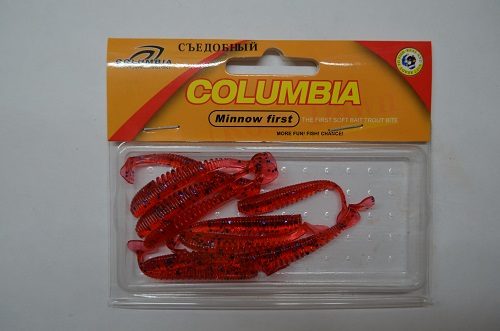 СЪЕДОБНЫЙ
COLUMBIA
COLUMBIA
Minnow first
THE FIRST SOFT BAIT TROUT BITE
MORE FUN! FISH! CHANCE!